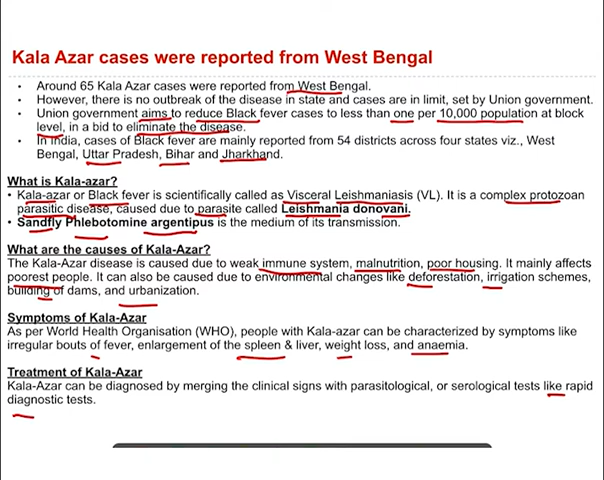 Kala Azar cases were reported from West Bengal
• Around 65 Kala Azar cases were reported from West Bengal.
• However, there is no outbreak of the disease in state and cases are in limit, set by Union government.
• Union government aims to reduce Black fever cases to less than one per 10,000 population at block
level, in a bid to eliminate the disease.
• In India, cases of Black fever are mainly reported from 54 districts across four states viz., West
Bengal, Uttar Pradesh, Bihar and Jharkhand.
What is Kala-azar?
• Kala-azar or Black fever is scientifically called as Visceral Leishmaniasis (VL). It is a complex protozoan
parasitic disease, caused due to parasite called Leishmania donovani.
• Sandfly Phlebotomine argentipus is the medium of its transmission.
What are the causes of Kala-Azar?
The Kala-Azar disease is caused due to weak immune system, malnutrition, poor housing. It mainly affects
poorest people. It can also be caused due to environmental changes like deforestation, irrigation schemes,
building of dams, and urbanization.
Symptoms of Kala-Azar
As per World Health Organisation (WHO), people with Kala-azar can be characterized by symptoms like
irregular bouts of fever, enlargement of the spleen & liver, weight loss, and anaemia.
Treatment of Kala-Azar
Kala-Azar can be diagnosed by merging the clinical signs with parasitological, or serological tests like rapid
diagnostic tests.